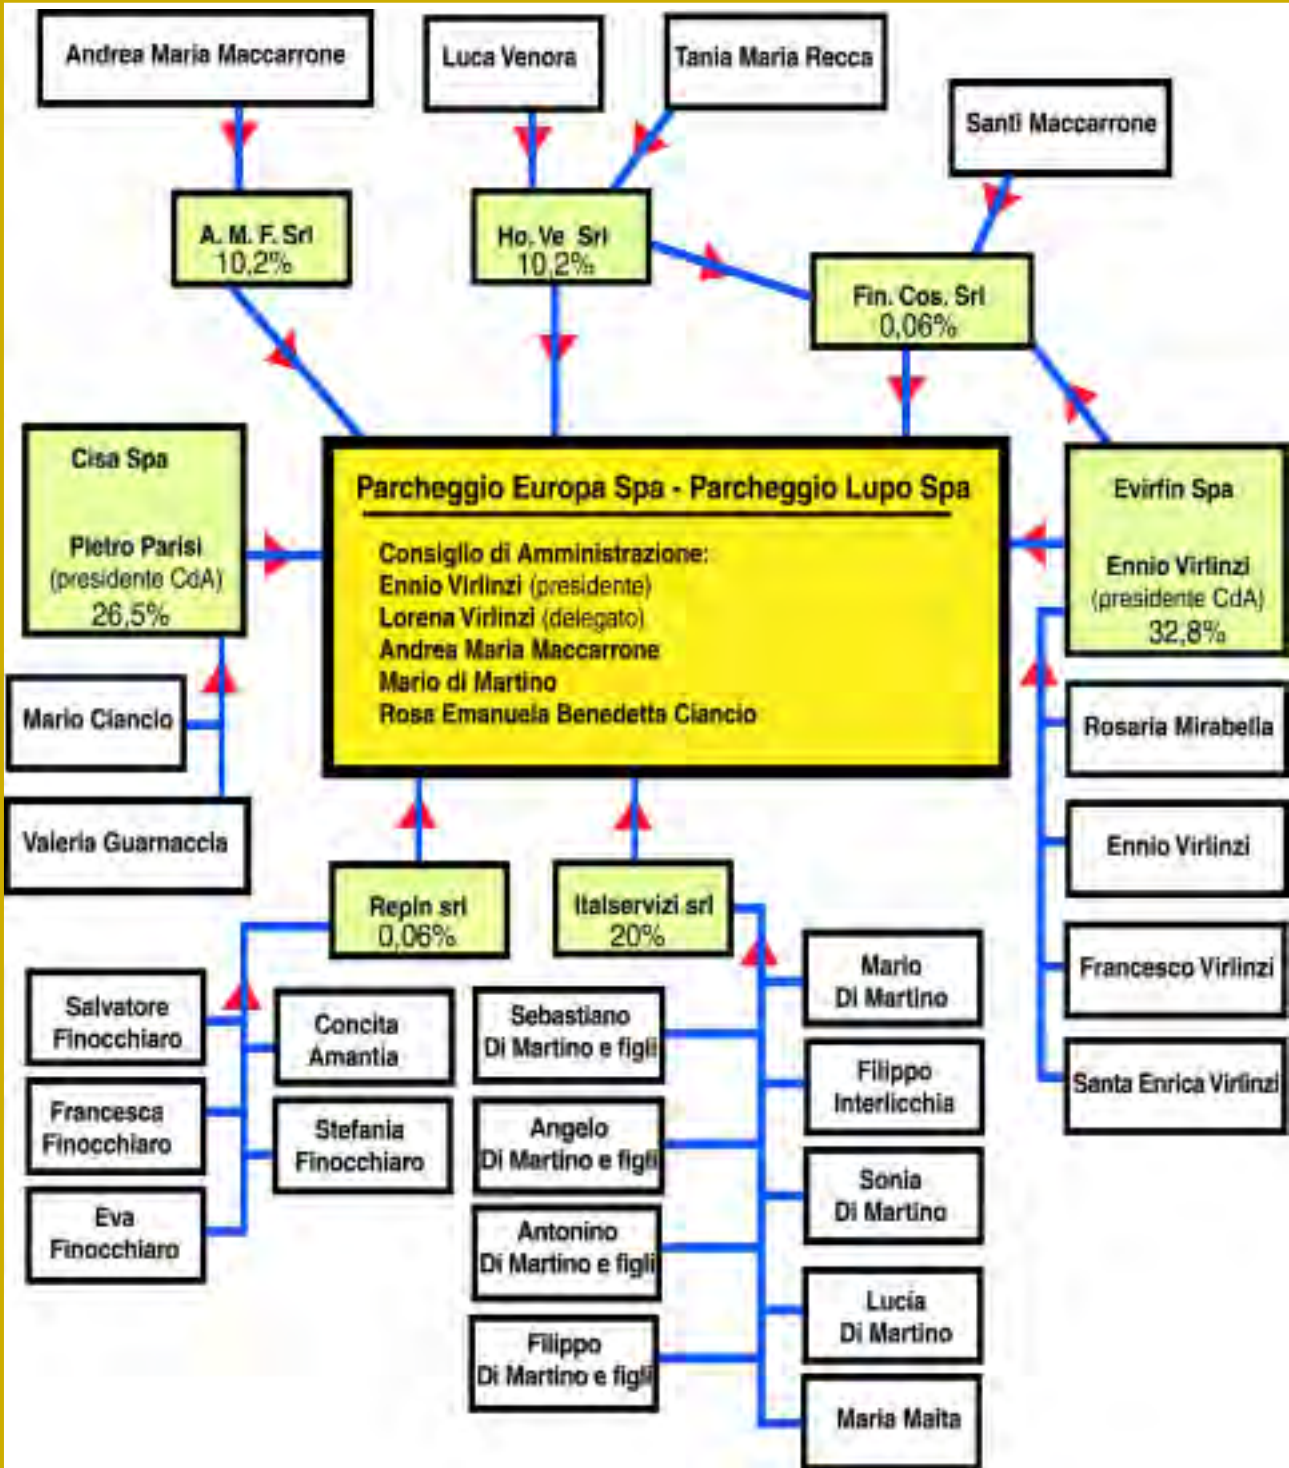 Andrea Maria Maccarrone
Luca Venora
Tania Maria Recca
Santi Maccarrone
A. M. F. Srl
10,2%
Ho. Ve Srl
10,2%
Fin. Cos. Srl
0,06%
Cisa Spa
Pietro Parisi
(presidente CdA)
26,5%
Parcheggio Europa Spa - Parcheggio Lupo Spa
Consiglio di Amministrazione:
Ennio Virlinzi (presidente)
Lorena Virlinzi (delegato)
Andrea Maria Maccarrone
Mario di Martino
Rosa Emanuela Benedetta Ciancio
Evirfin Spa
Ennio Virlinzi
(presidente CdA)
32,8%
Mario Ciancio
Valeria Guarnaccia
Rosaria Mirabella
Ennio Virlinzi
Francesco Virlinzi
Santa Enrica Virlinzi
Repin srl
0,06%
Italservizi srl
20%
Salvatore
Finocchiaro
Francesca
Finocchiaro
Eva
Finocchiaro
Concita
Amantia
Stefania
Finocchiaro
Sebastiano
Di Martino e figli
Angelo
Di Martino e figli
Antonino
Di Martino e figli
Filippo
Di Martino e figli
Mario
Di Martino
Filippo
Interlicchia
Sonia
Di Martino
Lucia
Di Martino
Maria Malta